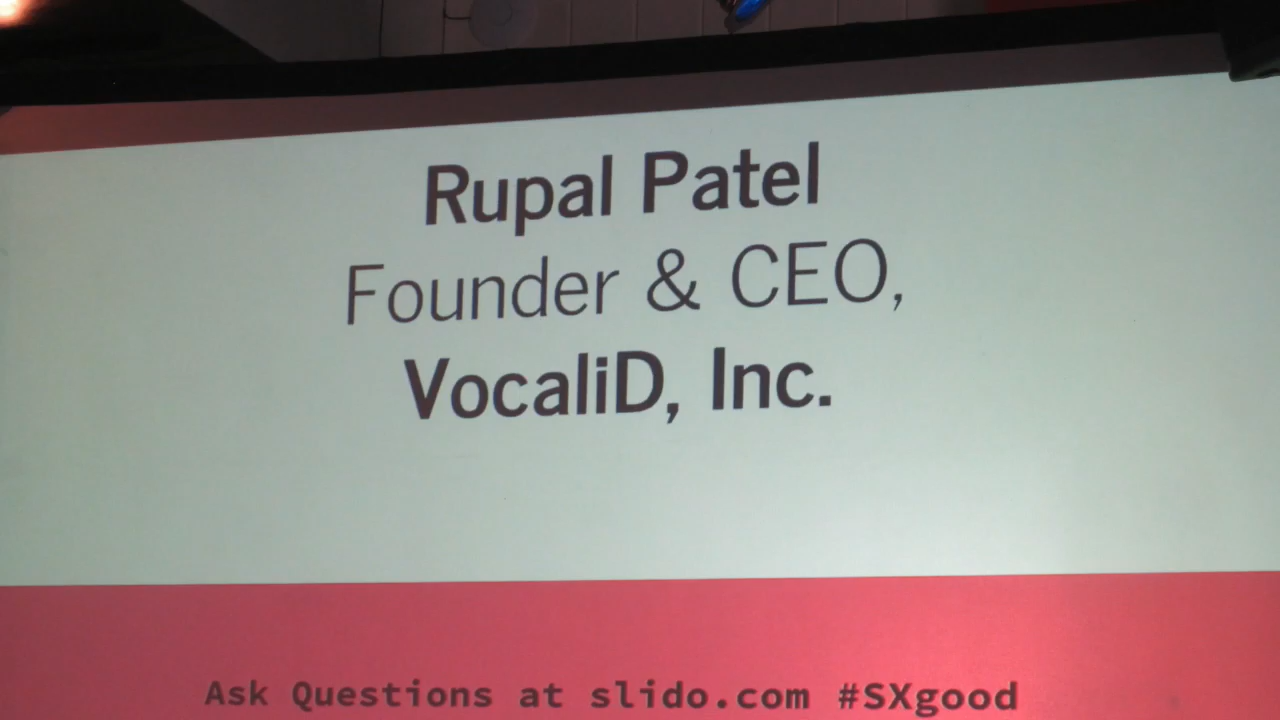 Rupal Patel
Founder & CEO,
VocaliD, Inc.
Ask Questions at slido.com #SXgood